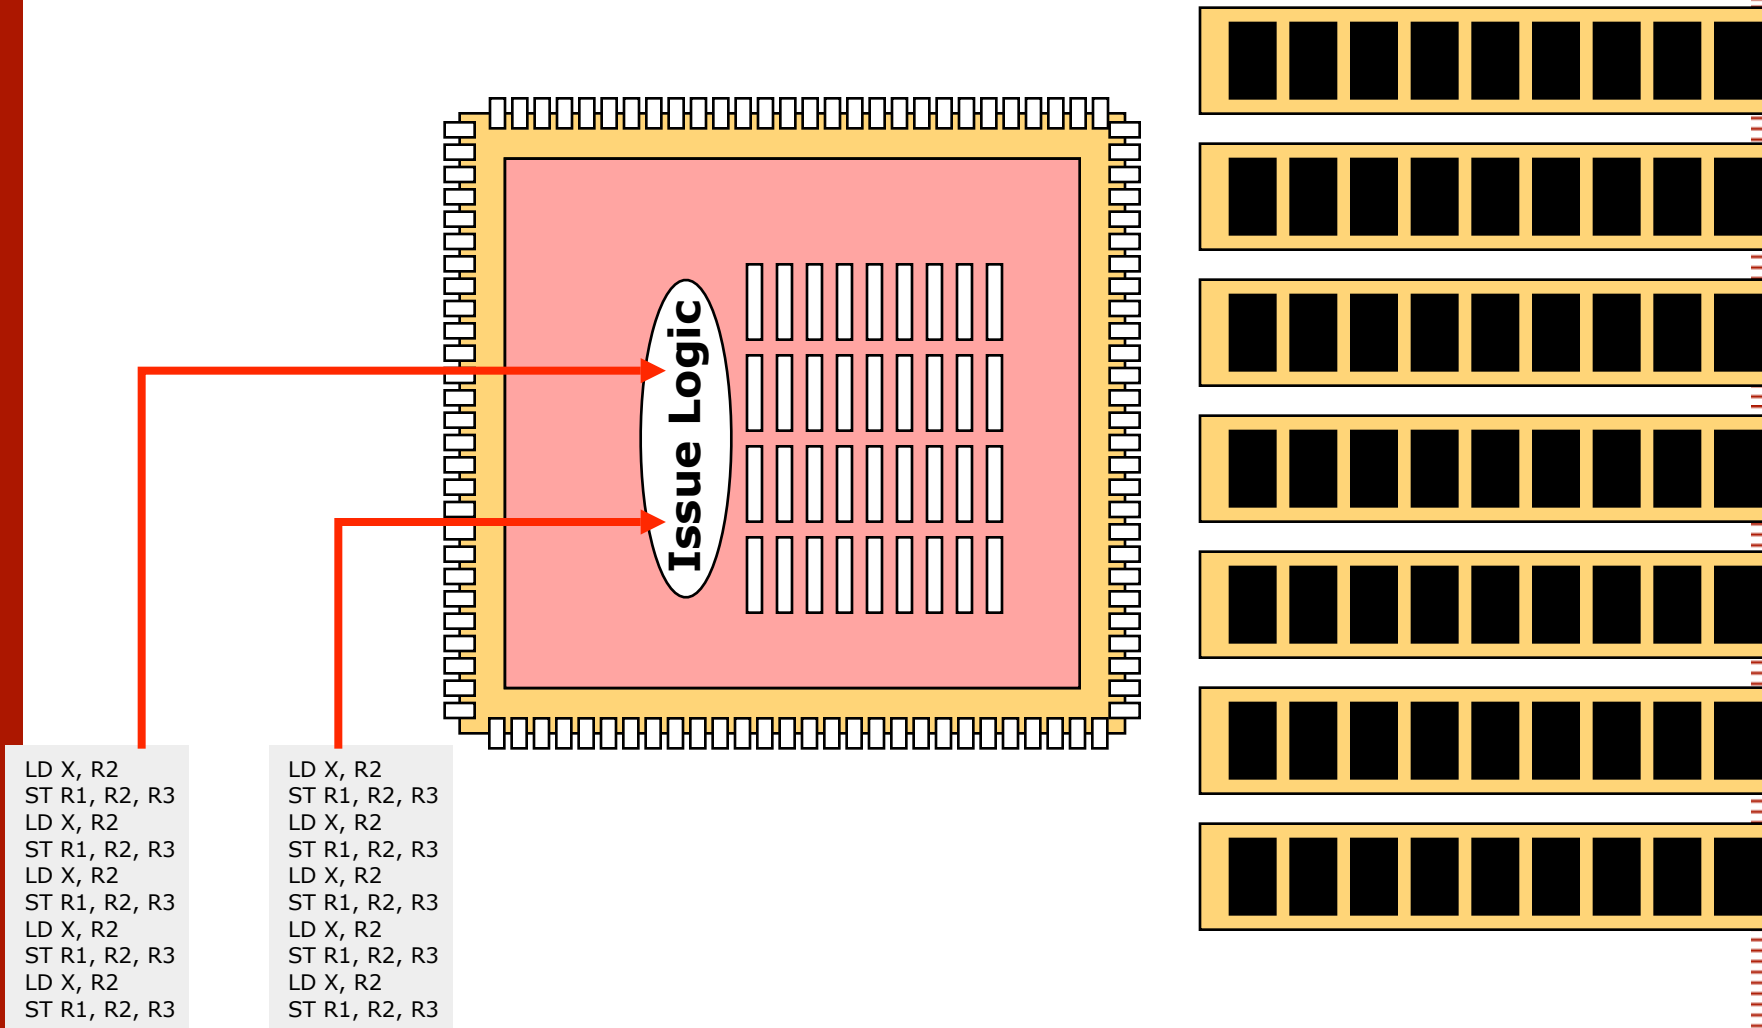 Issue Logic
LD X, R2
ST R1, R2, R3
LD X, R2
ST R1, R2, R3
LD X, R2
ST R1, R2, R3
LD X, R2
ST R1, R2, R3
LD X, R2
ST R1, R2, R3
LD X, R2
ST R1, R2, R3
LD X, R2
ST R1, R2, R3
LD X, R2
ST R1, R2, R3
LD X, R2
ST R1, R2, R3
LD X, R2
ST R1, R2, R3